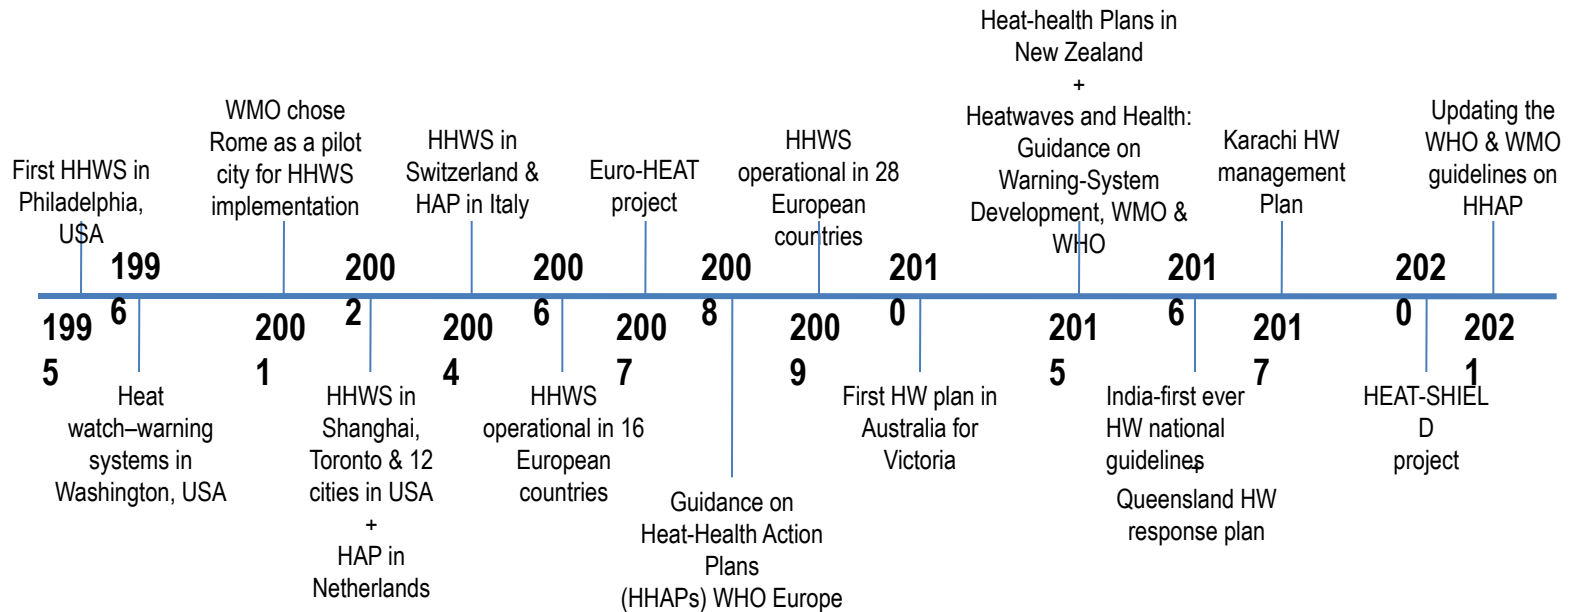 First HHWS in
Philadelphia,
USA
199
5
199
6
Heat
watch–warning
systems in
Washington, USA
WMO chose
Rome as a pilot
city for HHWS
implementation
200
1
200
2
HHWS in
Shanghai,
Toronto & 12
cities in USA
+
HAP in
Netherlands
HHWS in
Switzerland &
HAP in Italy
200
4
200
6
HHWS
operational in 16
European
countries
Euro-HEAT
project
200
7
200
8
Guidance on
Heat-Health Action
Plans
(HHAPs) WHO Europe
HHWS
operational in 28
European
countries
200
9
201
0
First HW plan in
Australia for
Victoria
Heat-health Plans in
New Zealand
+
Heatwaves and Health:
Guidance on
Warning-System
Development, WMO &
WHO
201
5
201
6
India-first ever
HW national
guidelines
+
Queensland HW
response plan
Karachi HW
management
Plan
201
7
202
0
HEAT-SHIEL
D
project
Updating the
WHO & WMO
guidelines on
HHAP
202
1